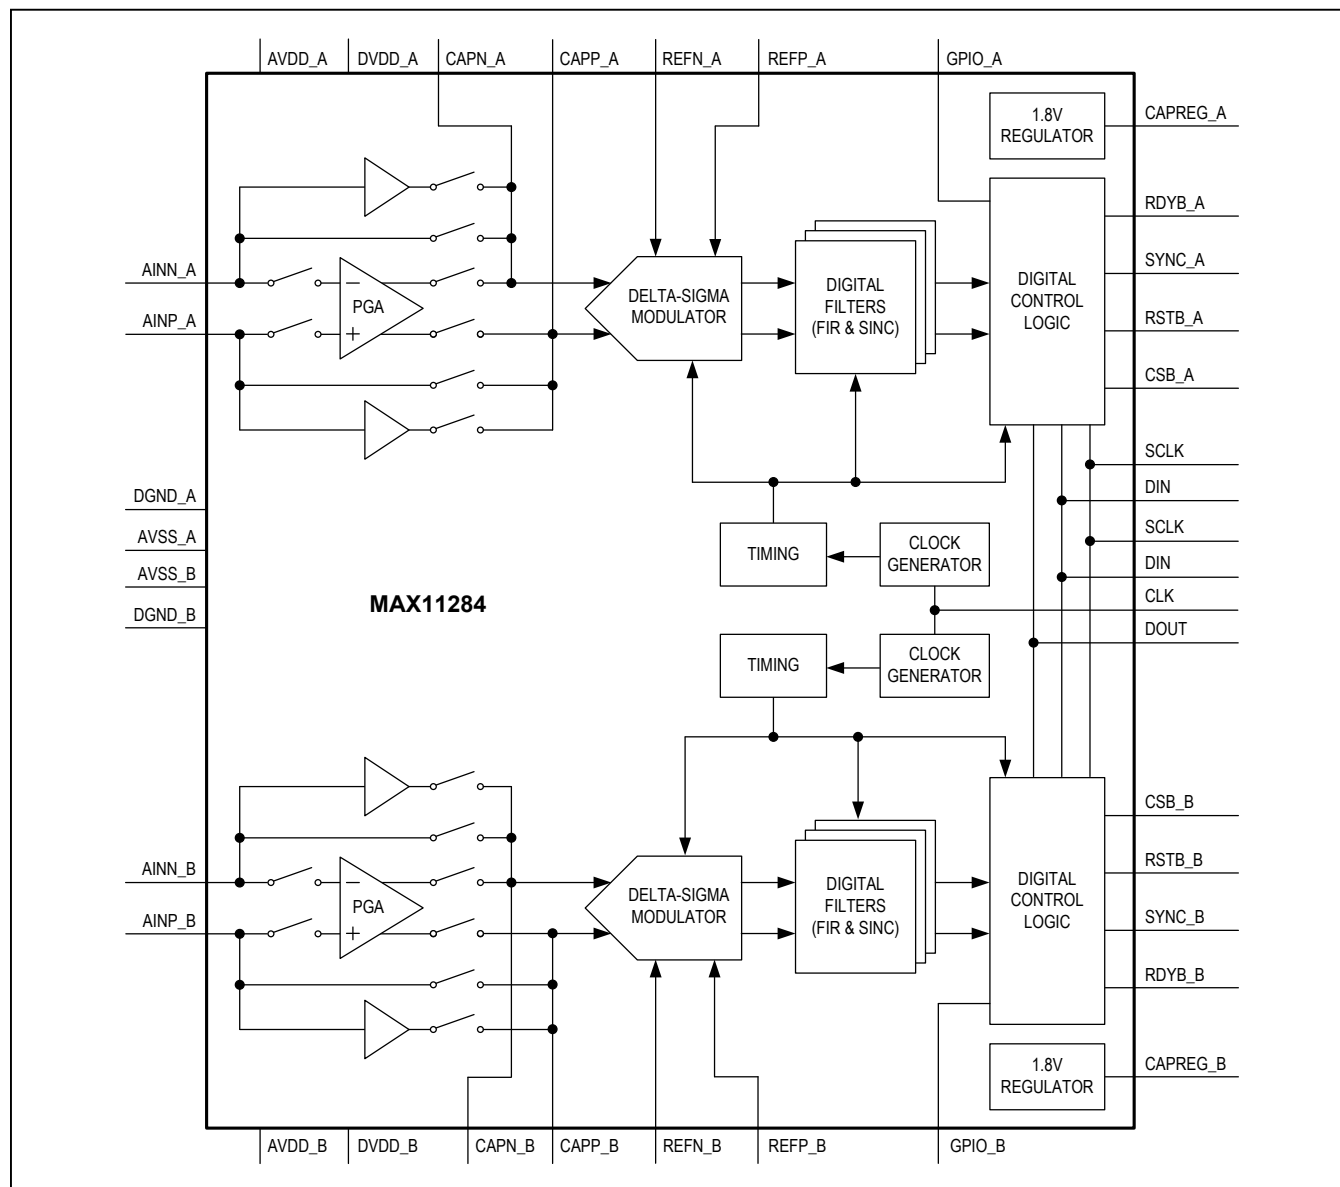 AVDD_A
DVDD_A
CAPN_A
CAPP_A
REFN_A
REFP_A
GPIO_A
1.8V
REGULATOR
CAPREG_A
RDYB_A
AINN_A
AINP_A
−
PGA
+
DELTA-SIGMA
MODULATOR
DIGITAL
FILTERS
(FIR & SINC)
DIGITAL
CONTROL
LOGIC
SYNC_A
RSTB_A
CSB_A
SCLK
DIN
SCLK
DIN
CLK
DOUT
DGND_A
AVSS_A
AVSS_B
DGND_B
MAX11284
TIMING
CLOCK
GENERATOR
TIMING
CLOCK
GENERATOR
AINN_B
AINP_B
−
PGA
+
DELTA-SIGMA
MODULATOR
DIGITAL
FILTERS
(FIR & SINC)
DIGITAL
CONTROL
LOGIC
CSB_B
RSTB_B
SYNC_B
RDYB_B
1.8V
REGULATOR
CAPREG_B
AVDD_B
DVDD_B
CAPN_B
CAPP_B
REFN_B
REFP_B
GPIO_B